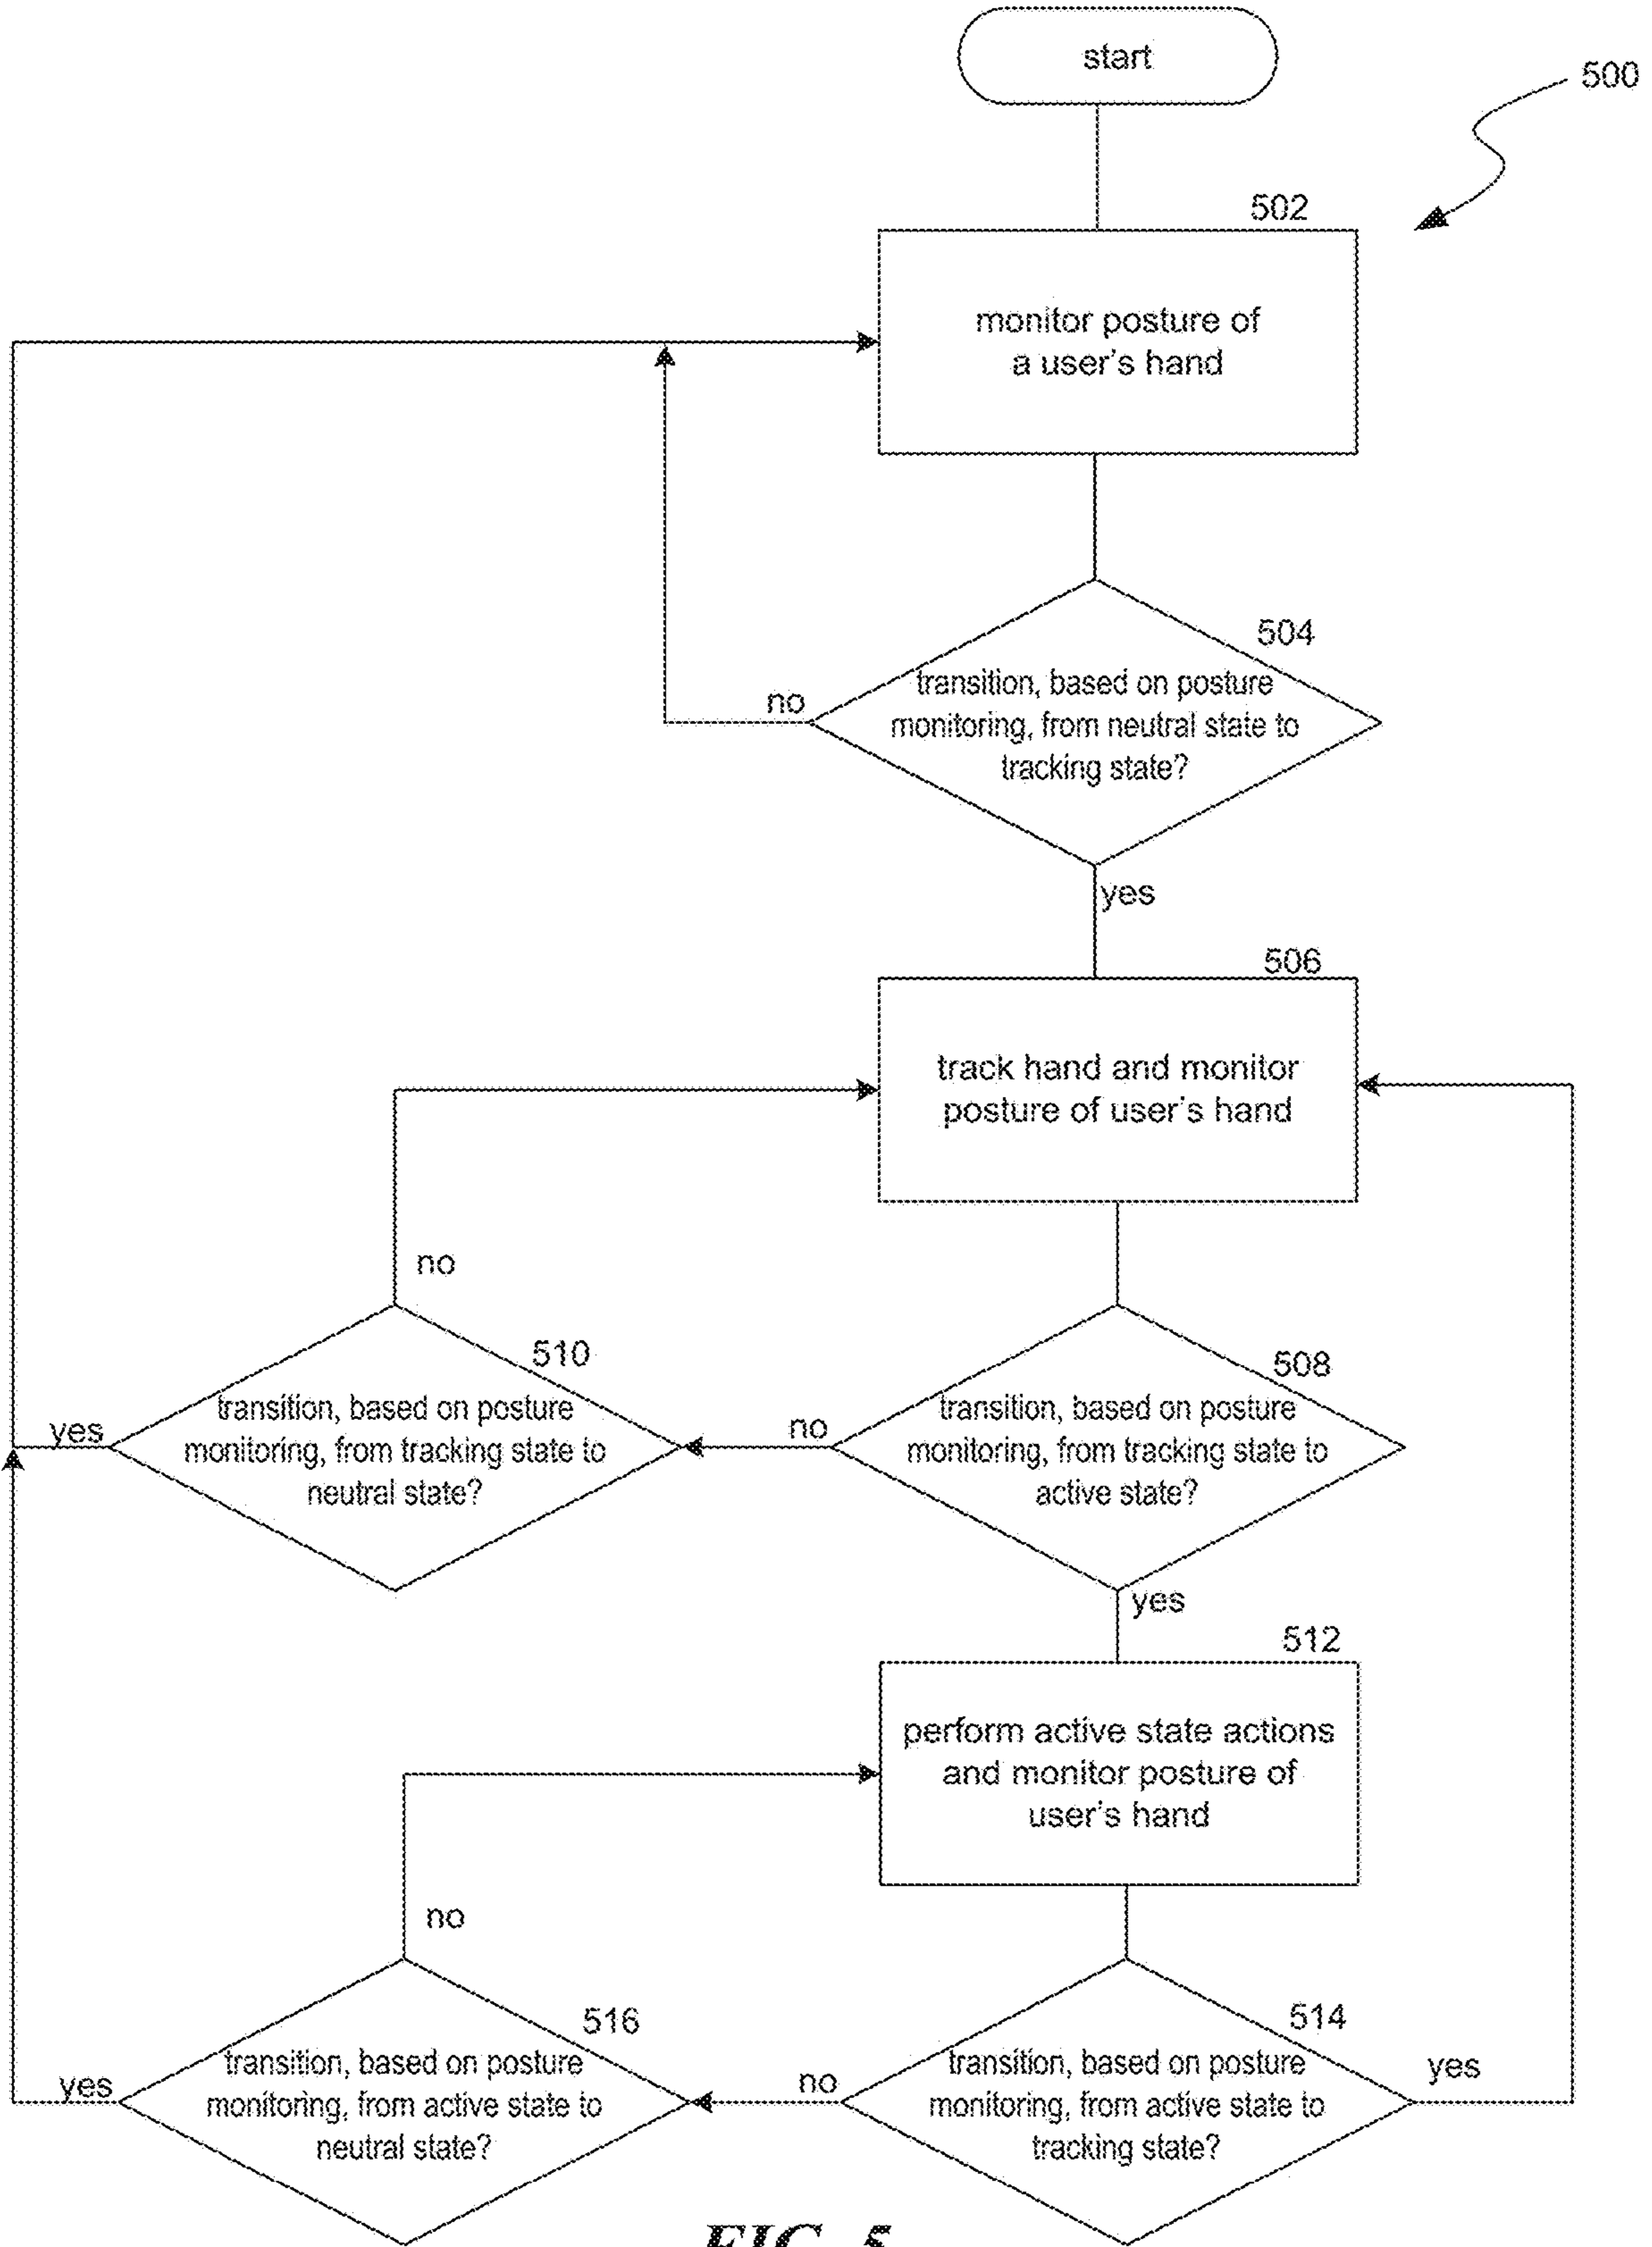 start
500
502
monitor posture of
a user's hand
504
no
transition, based on posture
monitoring, from neutral state to
tracking state?
yes
506
track hand and monitor
posture of user's hand
no
510
508
yes
transition, based on posture
monitoring, from tracking state to
neutral state?
no
transition, based on posture
monitoring, from tracking state to
active state?
yes
512
perform active state actions
and monitor posture of
user's hand
no
516
514
yes
transition, based on posture
monitoring, from active state to
neutral state?
no
transition, based on posture
monitoring, from active state to
tracking state?
yes
FIG. 5